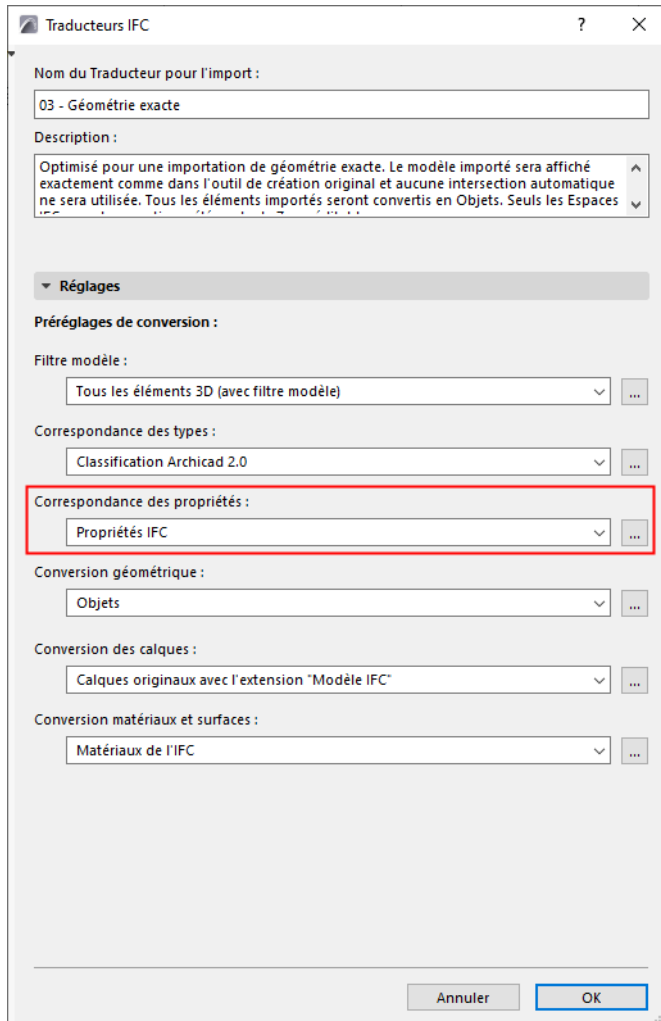 Traducteurs IFC
?
Nom du Traducteur pour l'import :
03 - Géométrie exacte
Description :
Optimisé pour une importation de géométrie exacte. Le modèle importé sera affiché
exactement comme dans l'outil de création original et aucune intersection automatique
ne sera utilisée. Tous les éléments importés seront convertis en Objets. Seuls les Espaces
Réglages
Préréglages de conversion :
Filtre modèle :
Tous les éléments 3D (avec filtre modèle)
...
Correspondance des types :
Classification Archicad 2.0
...
Correspondance des propriétés :
Propriétés IFC
...
Conversion géométrique :
Objets
...
Conversion des calques :
Calques originaux avec l'extension "Modèle IFC"
...
Conversion matériaux et surfaces :
Matériaux de l'IFC
...
Annuler
OK